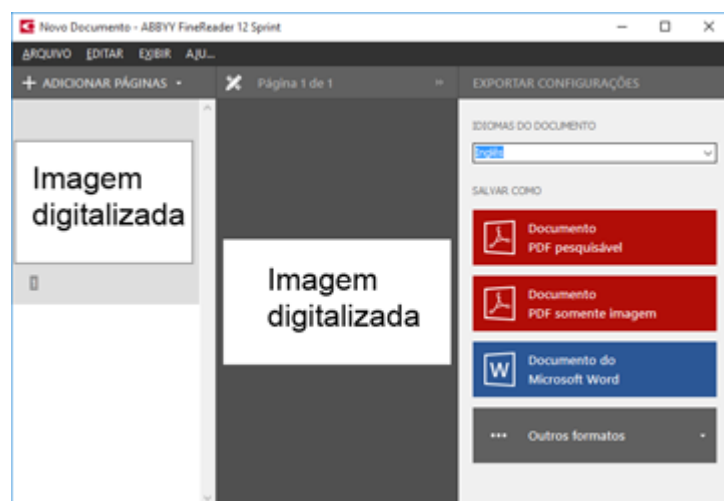 Novo Documento - ABBYY FineReader 12 Sprint
ARQUIVO EDITAR EXIBIR AJU...
+ ADICIONAR PÁGINAS
Página 1 de 1
»
EXPORTAR CONFIGURAÇÕES
IDIOMAS DO DOCUMENTO
Inglês
SALVAR COMO
Imagem
digitalizada
Imagem
digitalizada
Documento
PDF pesquisável
Documento
PDF somente imagem
W
Documento do
Microsoft Word
... Outros formatos